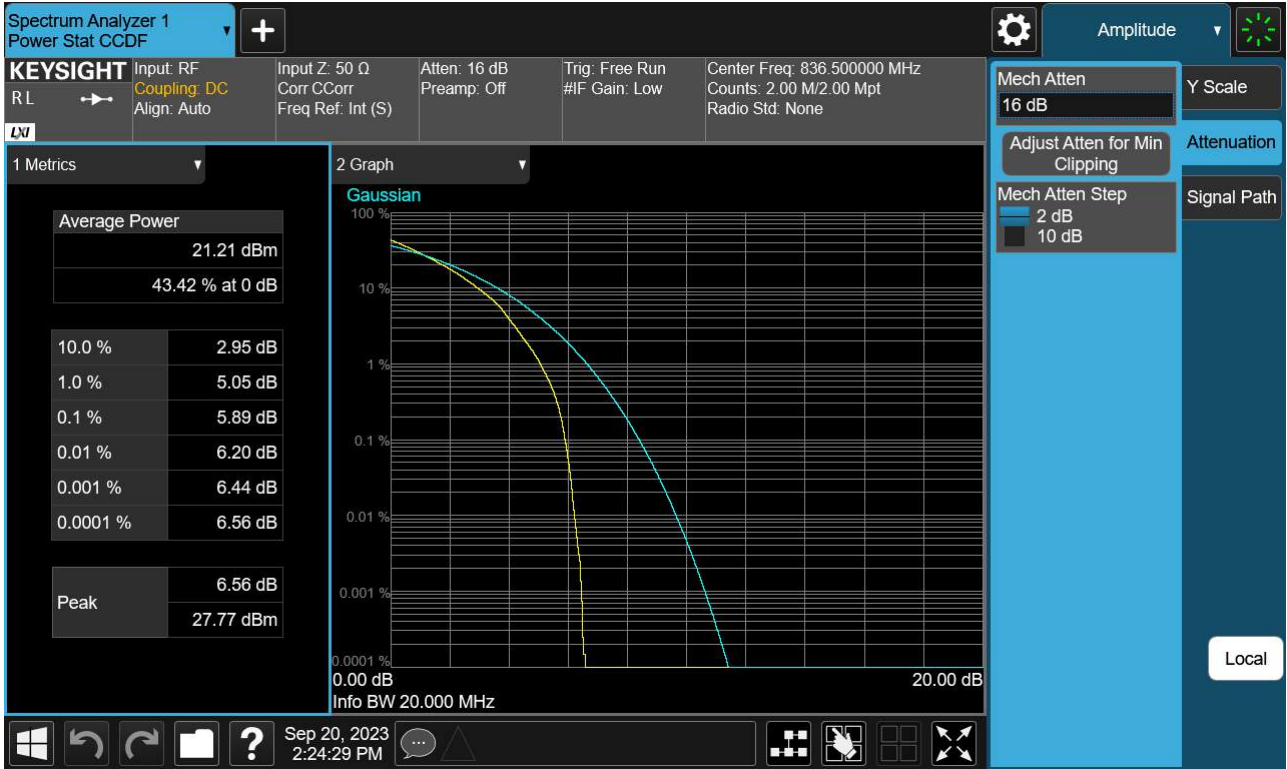 Spectrum Analyzer 1
Power Stat CCDF
Amplitude
KEYSIGHT
RL
LXI
Input: RF
Coupling: DC
Align: Auto
Input Z: 50 Ω
Corr CCorr
Freq Ref: Int (S)
Atten: 16 dB
Preamp: Off
Trig: Free Run
#IF Gain: Low
Center Freq: 836.500000 MHz
Counts: 2.00 M/2.00 Mpt
Radio Std: None
1 Metrics
Average Power
21.21 dBm
43.42 % at 0 dB
10.0 % 2.95 dB
1.0 % 5.05 dB
0.1 % 5.89 dB
0.01 % 6.20 dB
0.001 % 6.44 dB
0.0001 % 6.56 dB
Peak
6.56 dB
27.77 dBm
2 Graph
Gaussian
100 %
10 %
1 %
0.1 %
0.01 %
0.001 %
0.0001 %
0.00 dB 20.00 dB
Info BW 20.000 MHz
Mech Atten
16 dB
Adjust Atten for Min
Clipping
Mech Atten Step
2 dB
10 dB
Y Scale
Attenuation
Signal Path
Local
?
Sep 20, 2023
2:24:29 PM